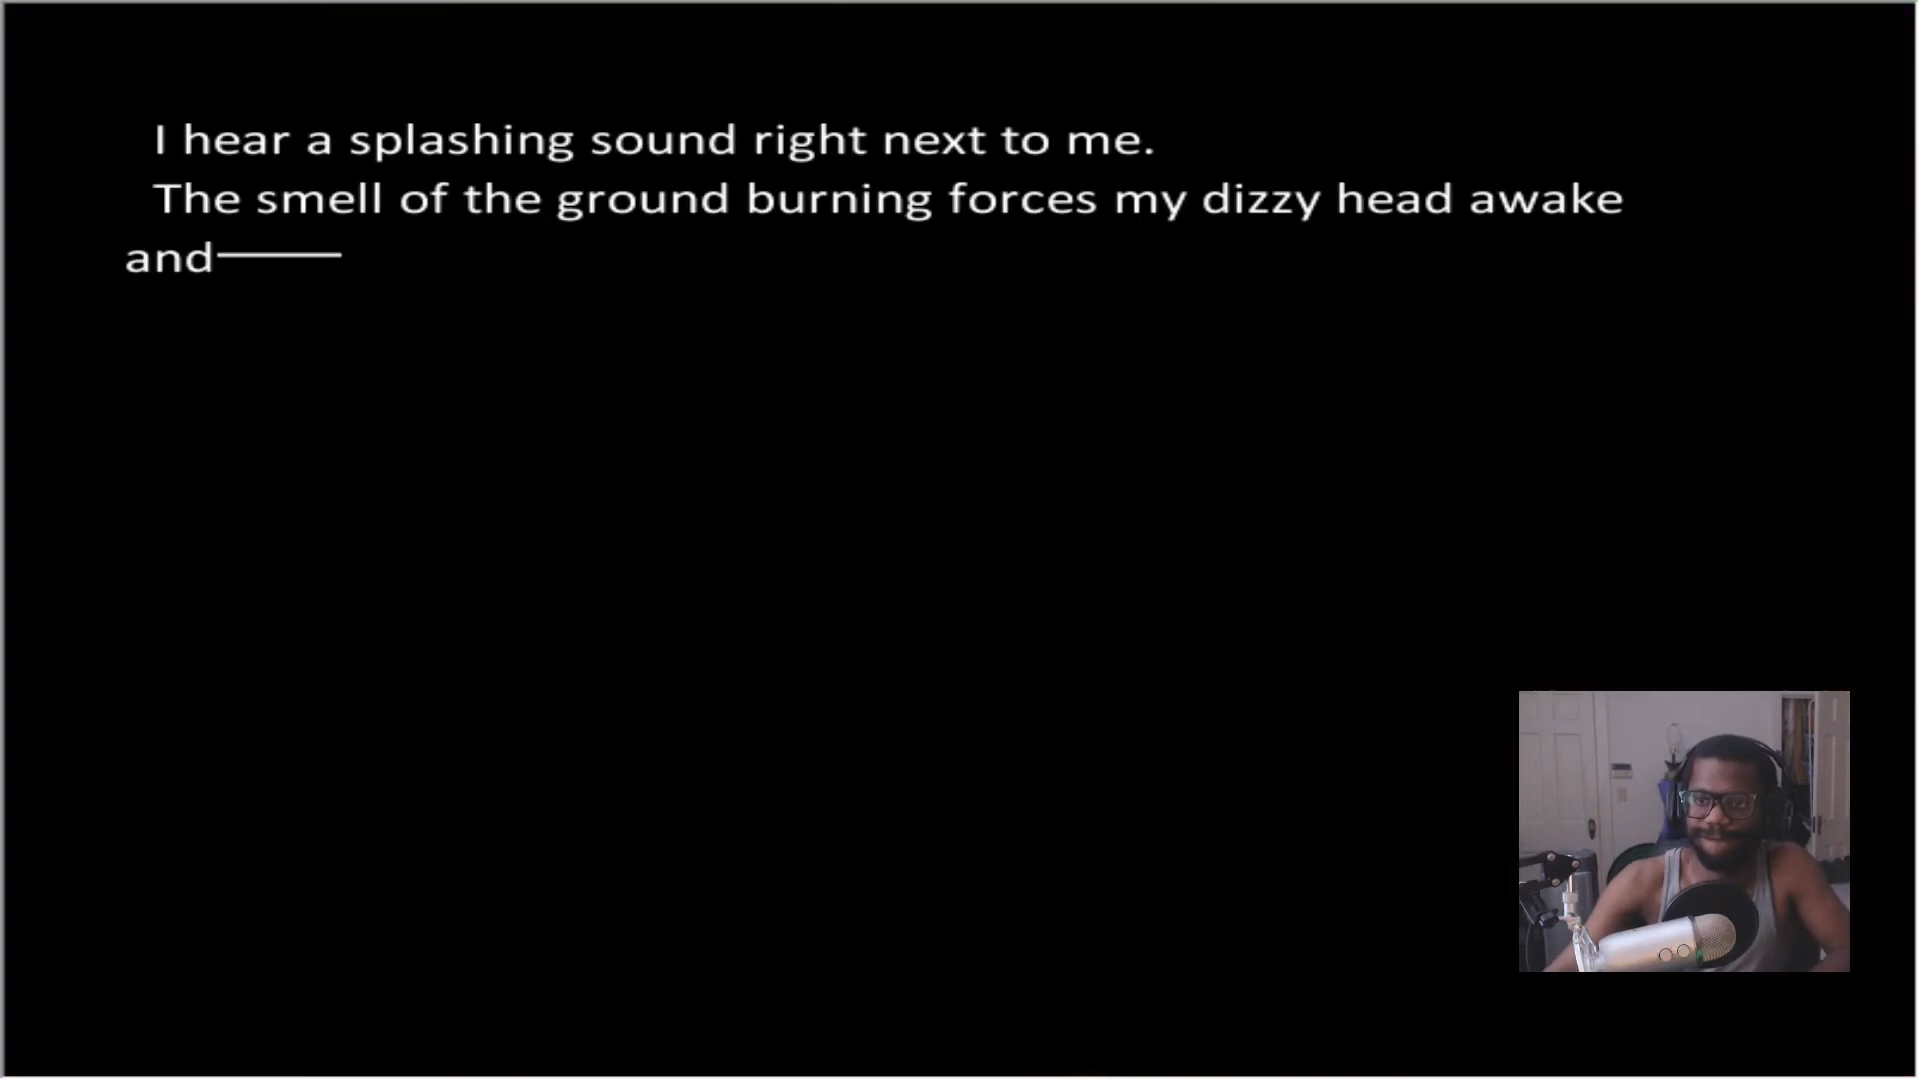 I hear a splashing sound right next to me.
The smell of the ground burning forces my dizzy head awake
and———